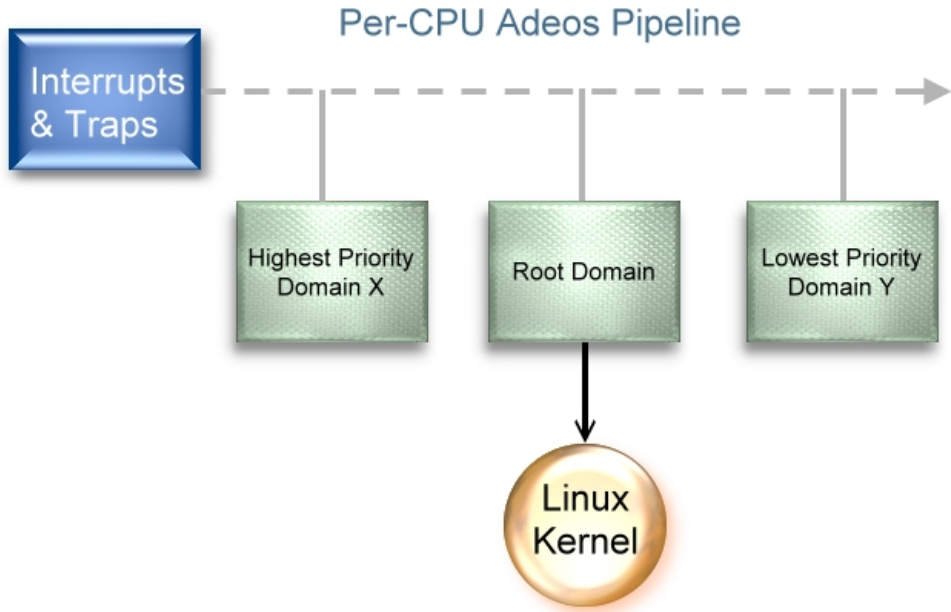 Per-CPU Adeos Pipeline
Interrupts
& Traps
Highest Priority
Domain X
Root Domain
Lowest Priority
Domain Y
Linux
Kernel